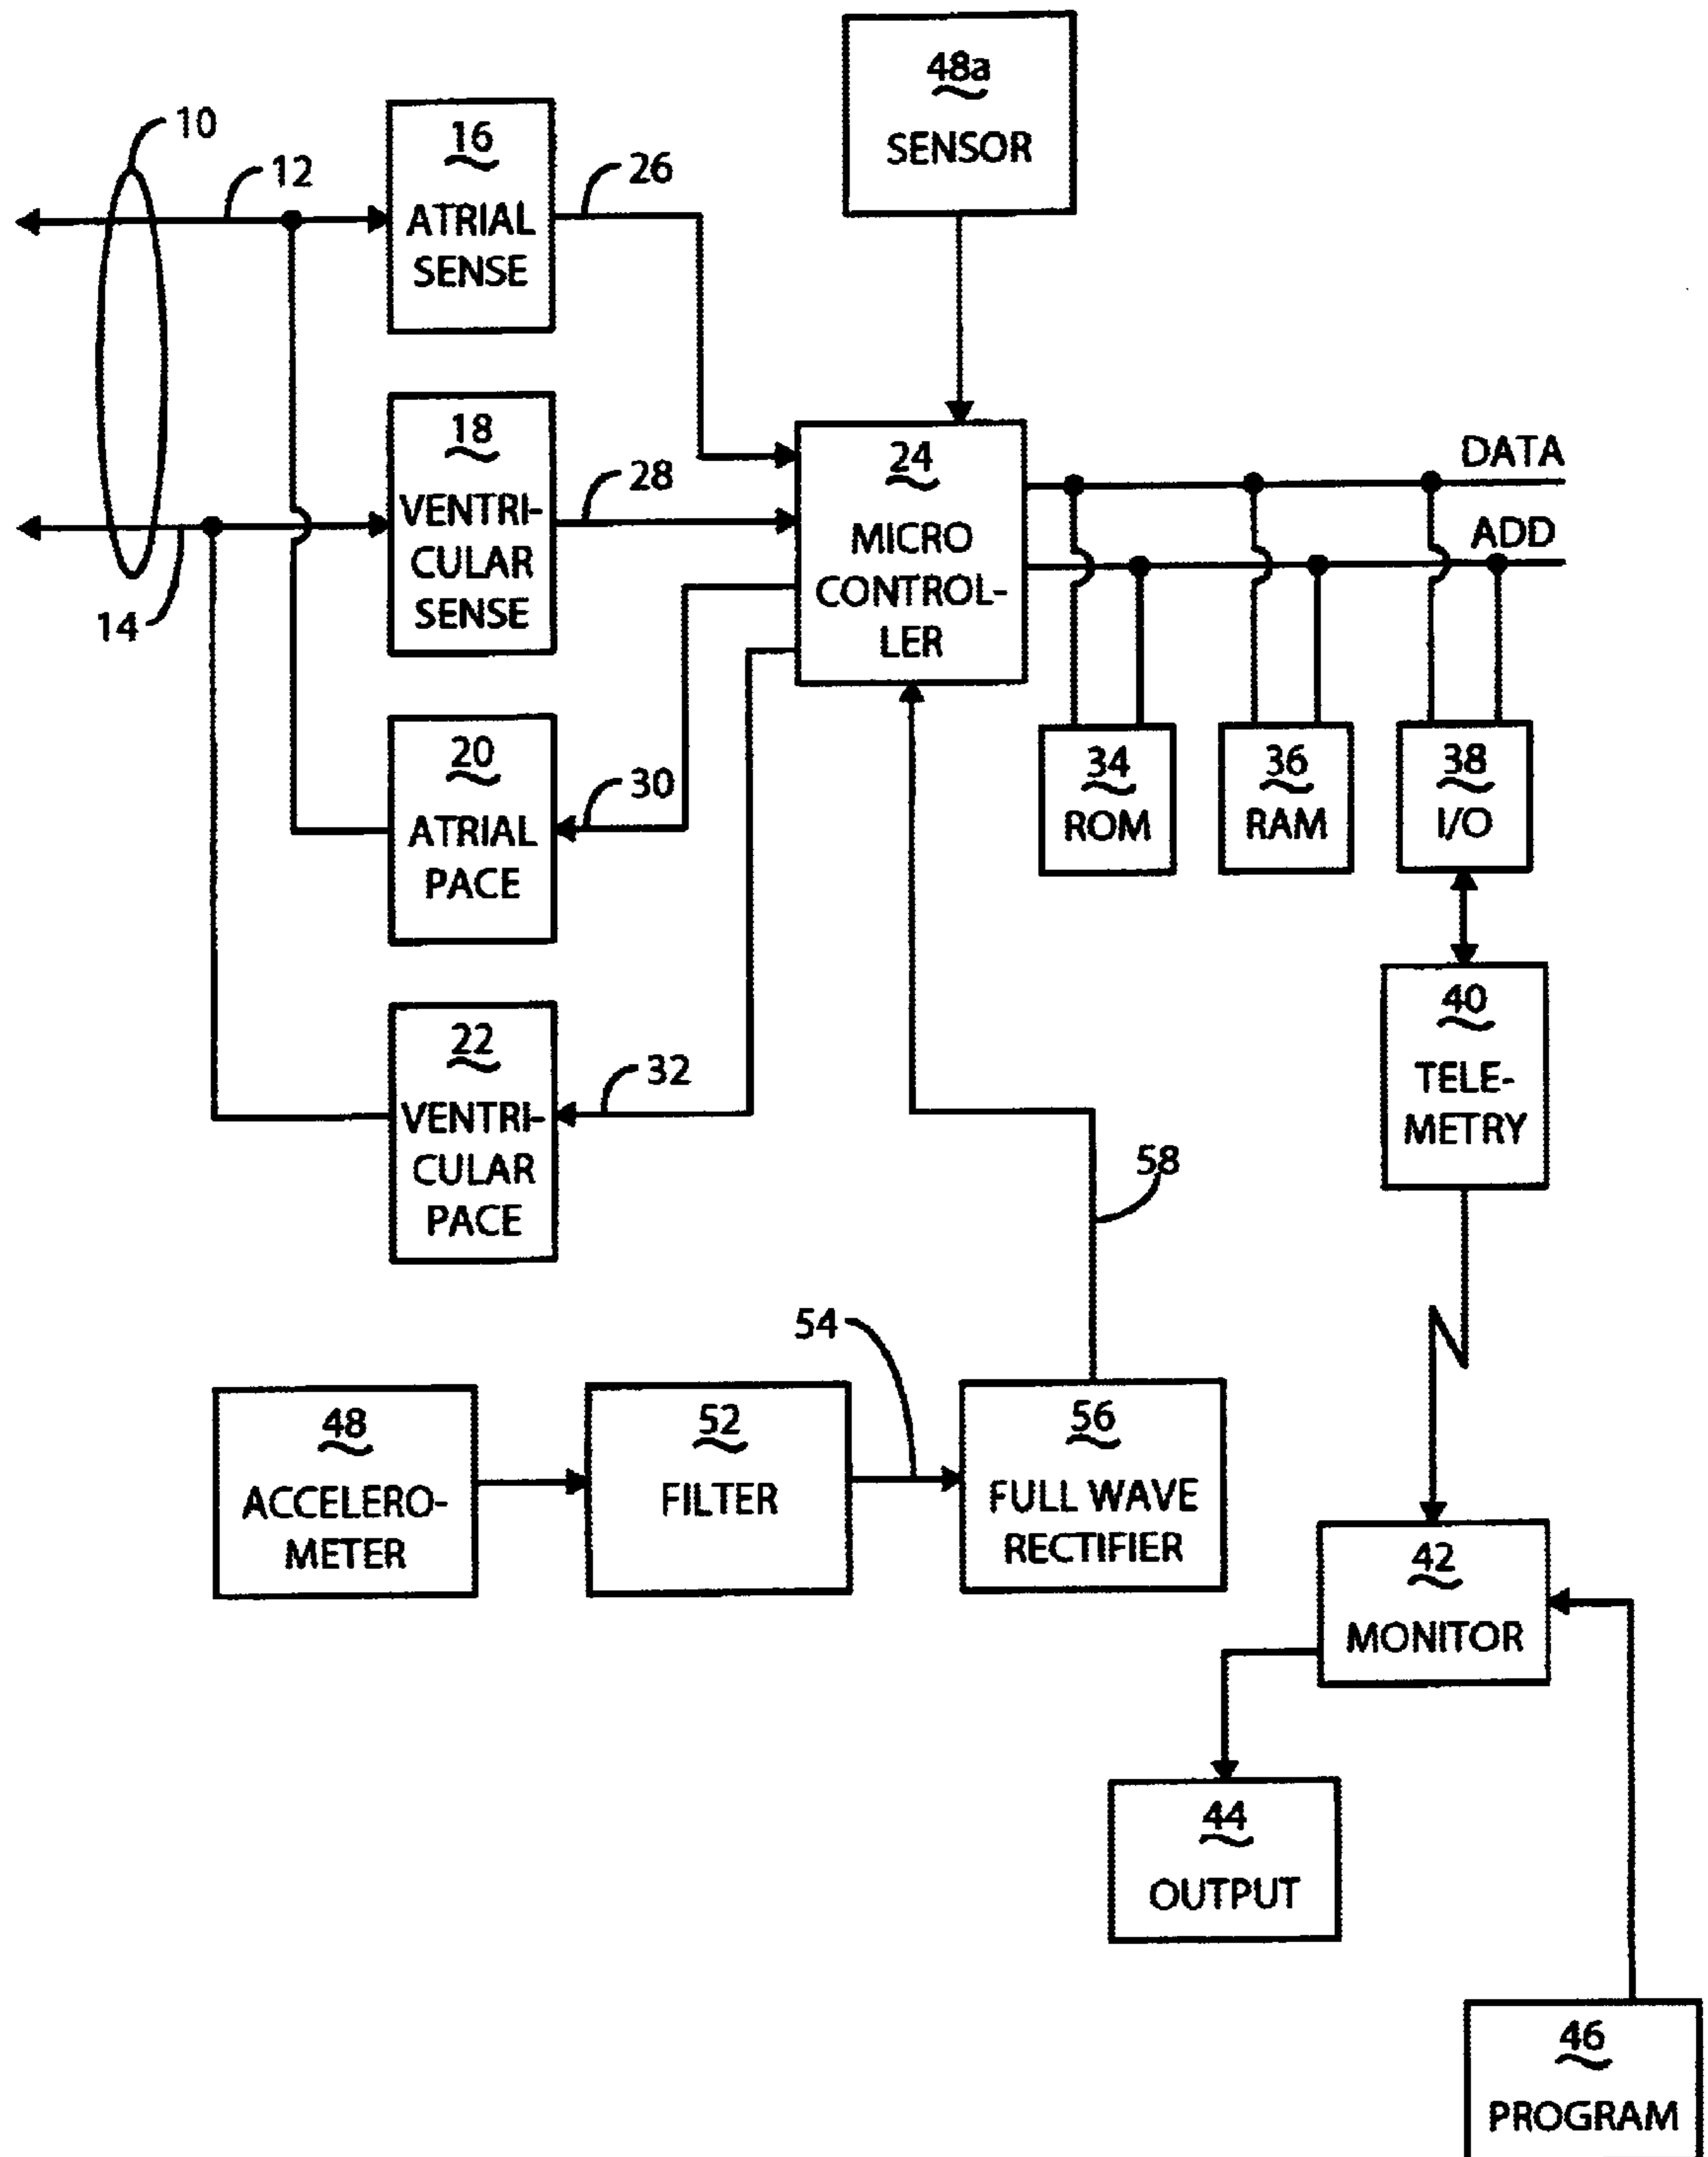 48a
SENSOR
10
12
16
ATRIAL
SENSE
26
18
VENTRI-
CULAR
SENSE
28
14
24
MICRO
CONTROL-
LER
DATA
ADD
20
ATRIAL
PACE
30
34
ROM
36
RAM
38
I/O
22
VENTRI-
CULAR
PACE
32
40
TELE-
METRY
58
54
48
ACCELERO-
METER
52
FILTER
56
FULL WAVE
RECTIFIER
42
MONITOR
44
OUTPUT
46
PROGRAM